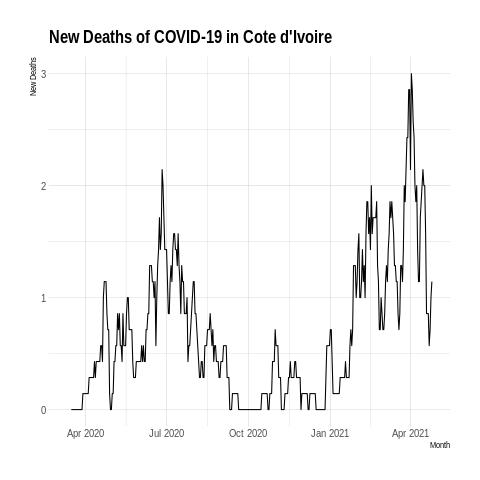 New Deaths of COVID-19 in Cote d'Ivoire
New Deaths
3
2
1
0
Apr 2020 Jul 2020 Oct 2020 Jan 2021 Apr 2021
Month